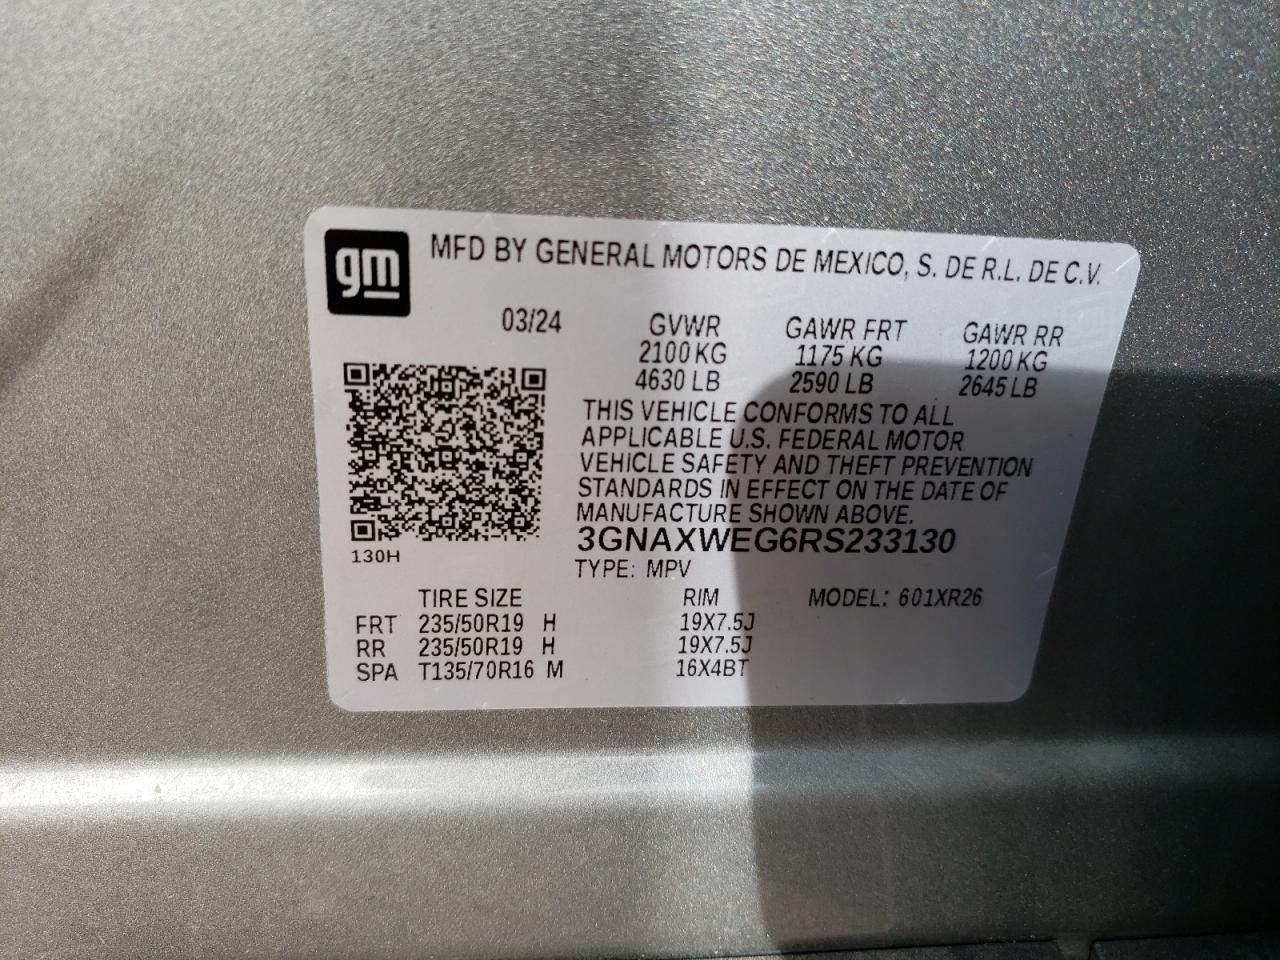 gm
MFD BY GENERAL MOTORS DE MEXICO, S. DE R.L. DE C.V.
03/24 GVWR GAWR FRT GAWR RR
2100 KG 1175 KG 1200 KG
4630 LB 2590 LB 2645 LB
THIS VEHICLE CONFORMS TO ALL
APPLICABLE U.S. FEDERAL MOTOR
VEHICLE SAFETY AND THEFT PREVENTION
STANDARDS IN EFFECT ON THE DATE OF
MANUFACTURE SHOWN ABOVE.
3GNAXWEG6RS233130
130H
TYPE: MPV
TIRE SIZE RIM MODEL: 601XR26
FRT 235/50R19 H 19X7.5J
RR 235/50R19 H 19X7.5J
SPA T135/70R16 M 16X4BT